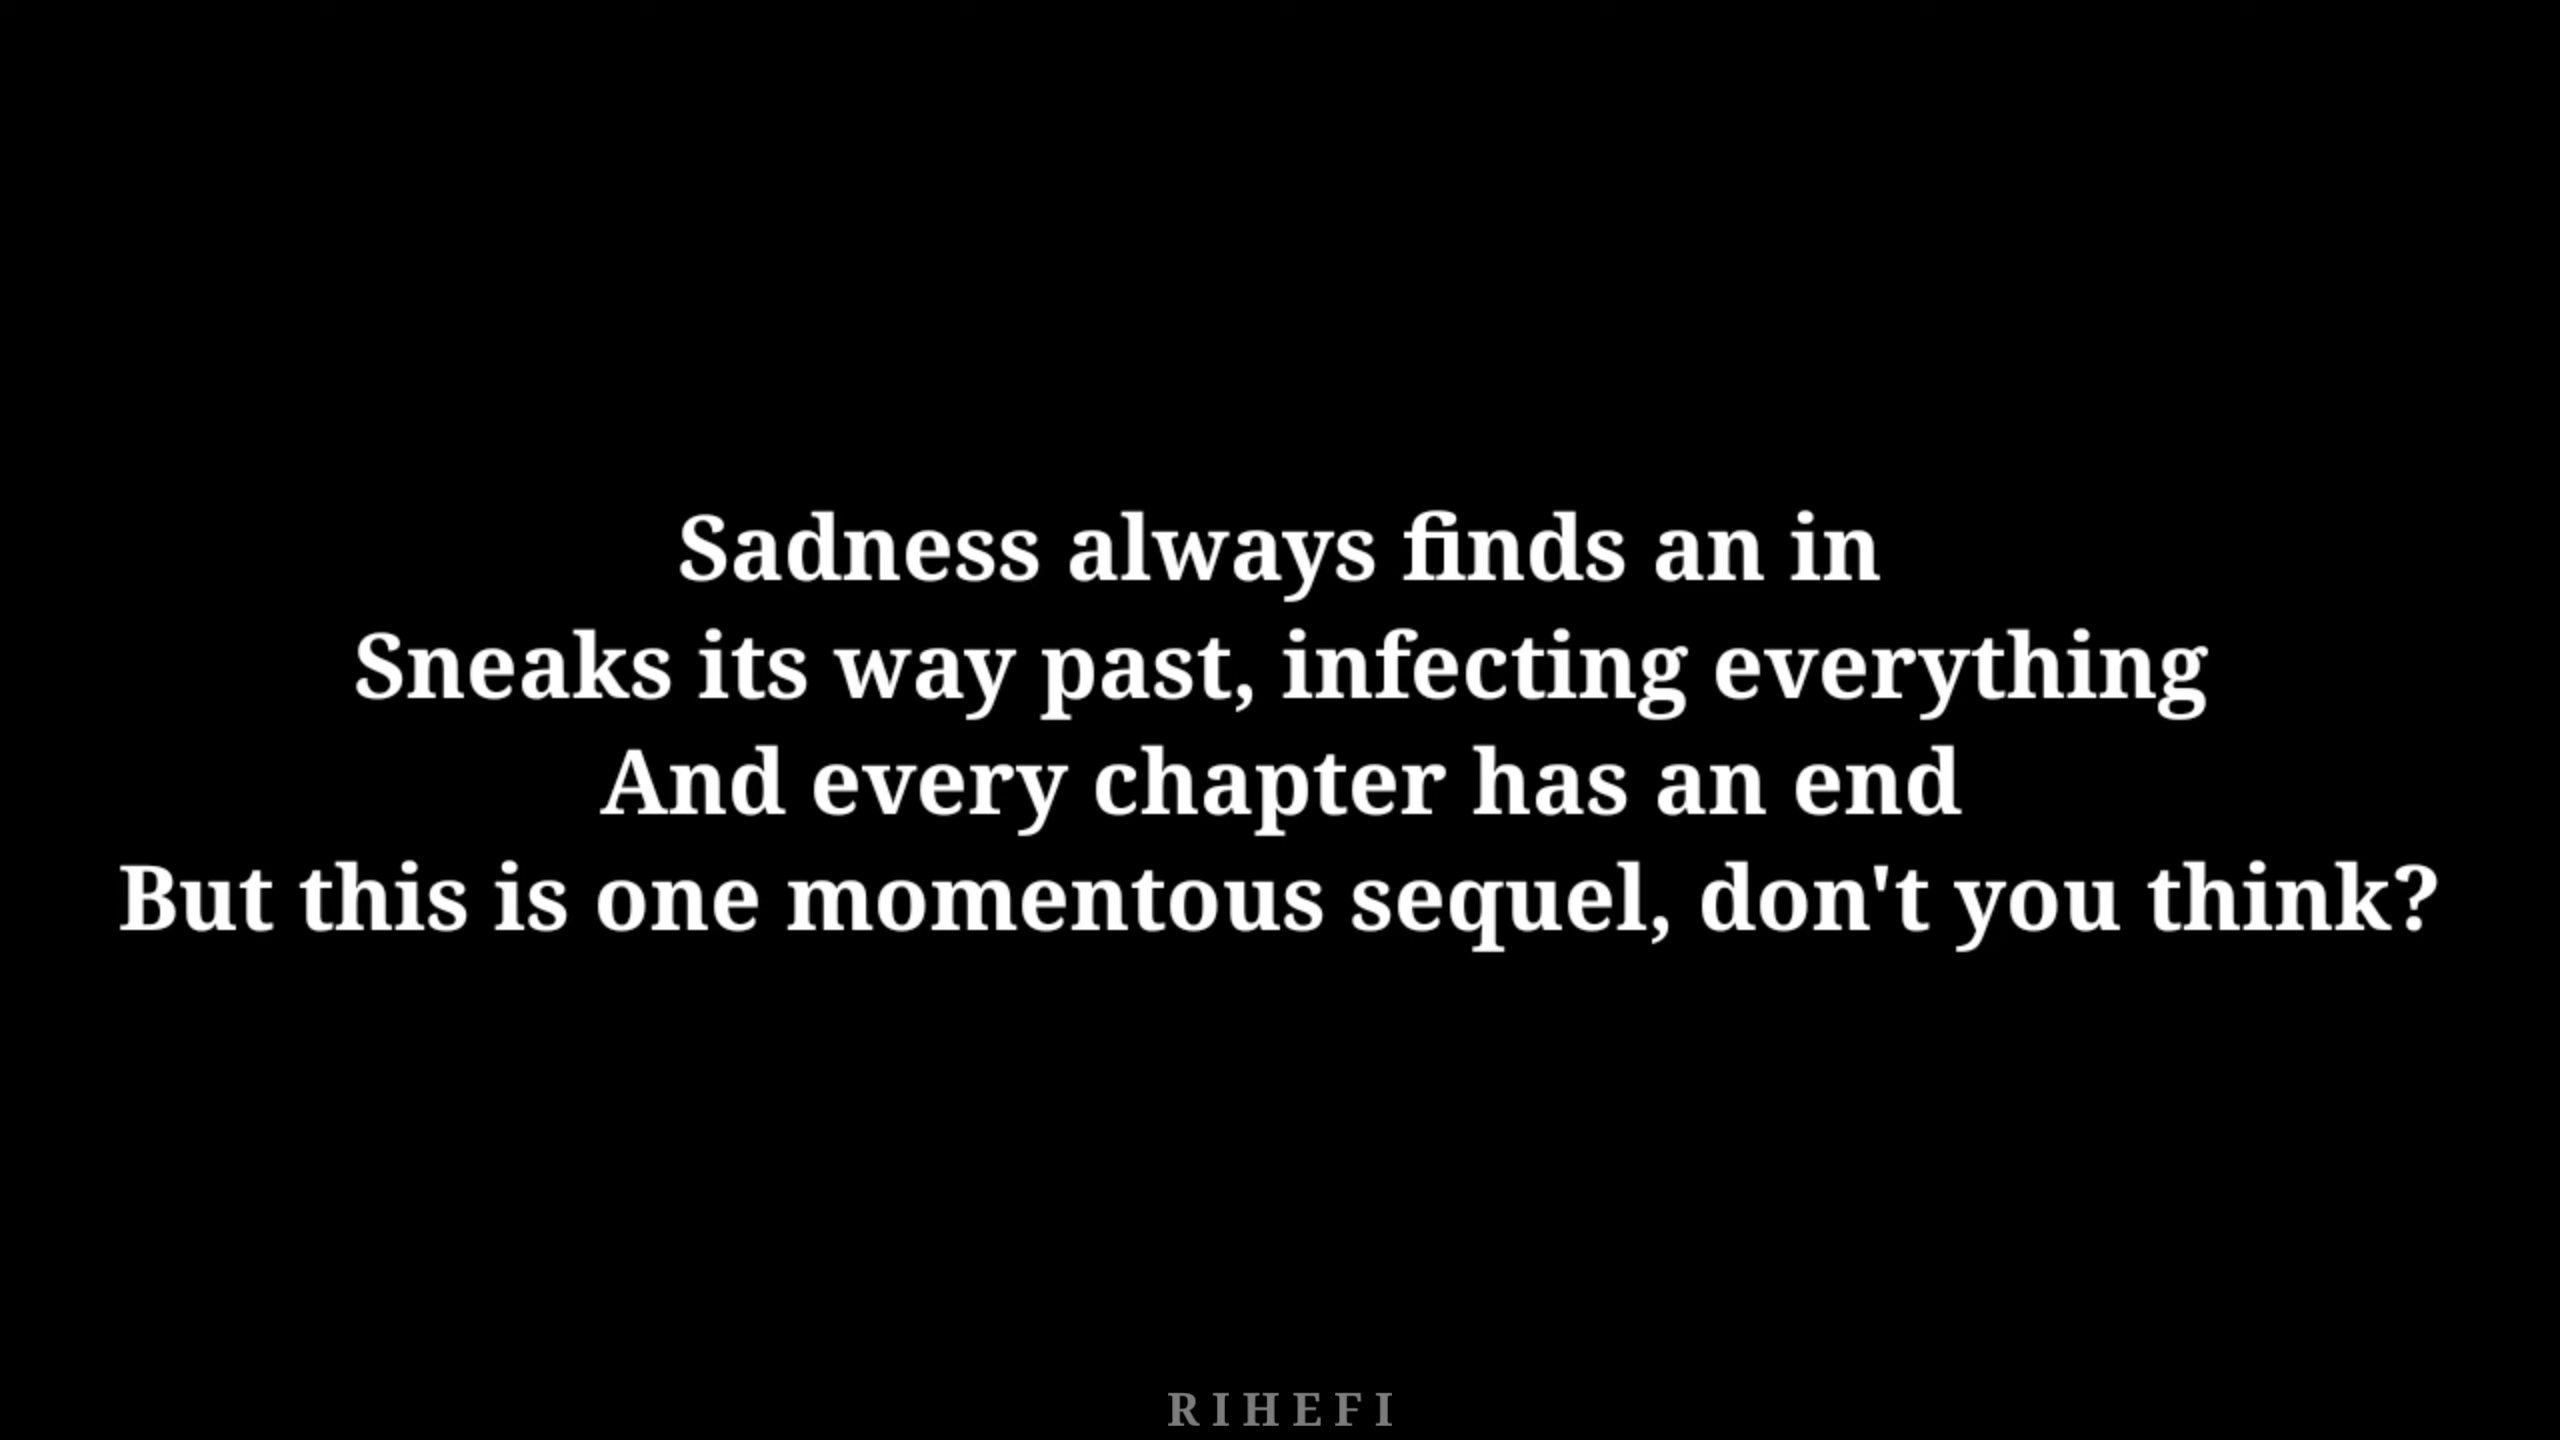 Sadness always finds an in
Sneaks its way past, infecting everything
And every chapter has an end
But this is one momentous sequel, don't you think?
RIHEFI